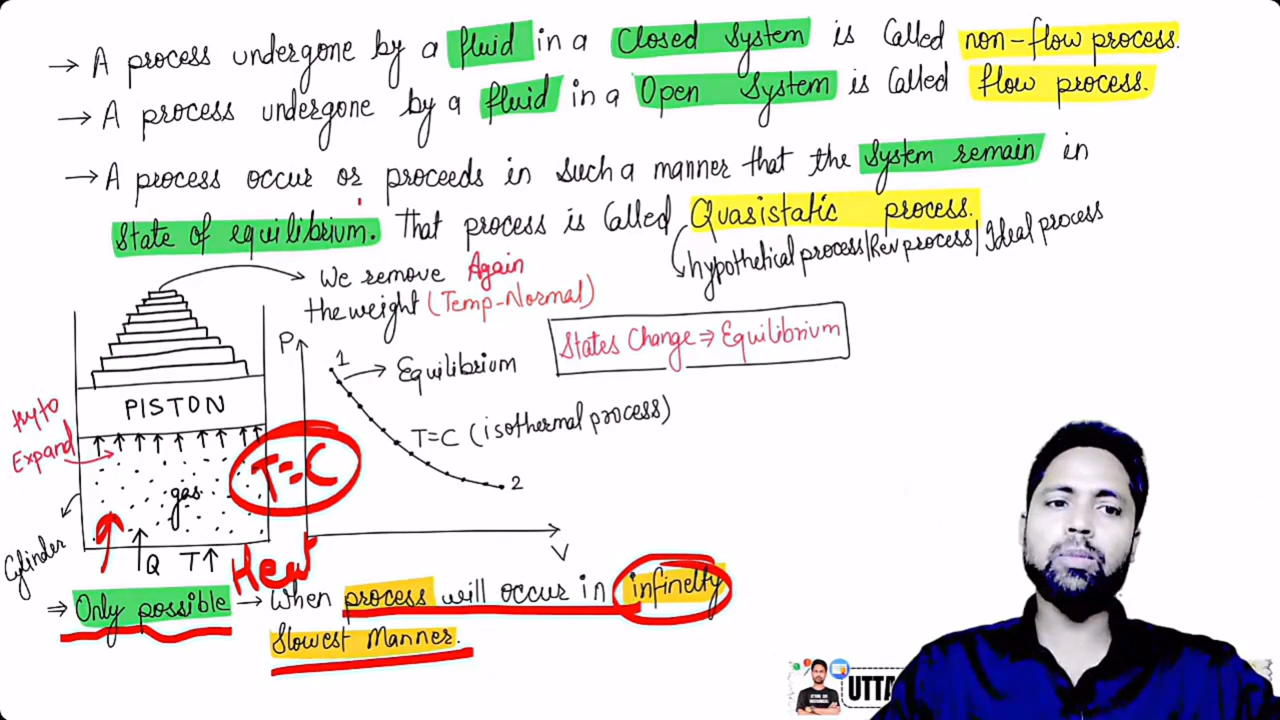 → A process undergone by a fluid in a Closed System is Called non-flow process.
→ A process undergone by a fluid in a Open System is Called flow process.
→ A process occur or proceeds in such a manner that the System remain in
State of equilibrium. That process is Called Quasistatic process.
hypothetical process/Rev process/Ideal process
We remove Again
the weight (Temp-Normal)
States Change ⇒ Equilibrium
P
1
Equilibrium
T=C (isothermal process)
2
V
PISTON
try to
Expand
gas
T=C
Cylinder
Q T↑
Heat
⇒ Only possible → When process will occur in infinelty
Slowest Manner.
UTTA